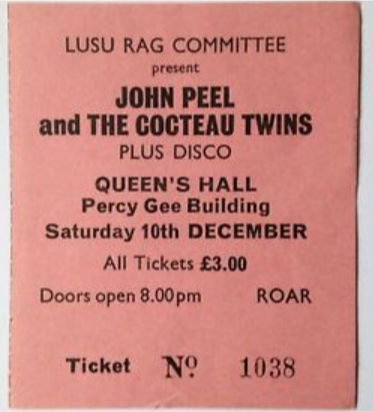 LUSU RAG COMMITTEE
present
JOHN PEEL
and THE COCTEAU TWINS
PLUS DISCO
QUEEN'S HALL
Percy Gee Building
Saturday 10th DECEMBER
All Tickets £3.00
Doors open 8.00pm ROAR
Ticket Nº 1038